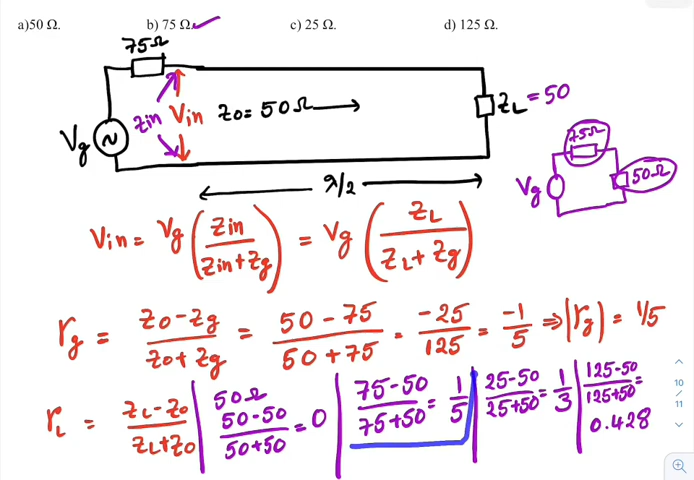 a)50 Ω. b) 75 Ω. c) 25 Ω. d) 125 Ω.
75Ω
Zin Vin Z0 = 50Ω → ZL = 50
Vg ~
75Ω
Vg 50Ω
← λ/2 →
Vin = Vg (Zin / Zin + Zg) = Vg (ZL / ZL + Zg)
Γg = Z0 - Zg / Z0 + Zg = 50 - 75 / 50 + 75 = -25 / 125 = -1 / 5 ⇒ |Γg| = 1/5
ΓL = ZL - Z0 / ZL + Z0 | 50Ω 50-50 / 50+50 = 0 | 75-50 / 75+50 = 1 / 5 | 25-50 / 25+50 = 1 / 3 | 125-50 / 125+50 = 0.428
10
11